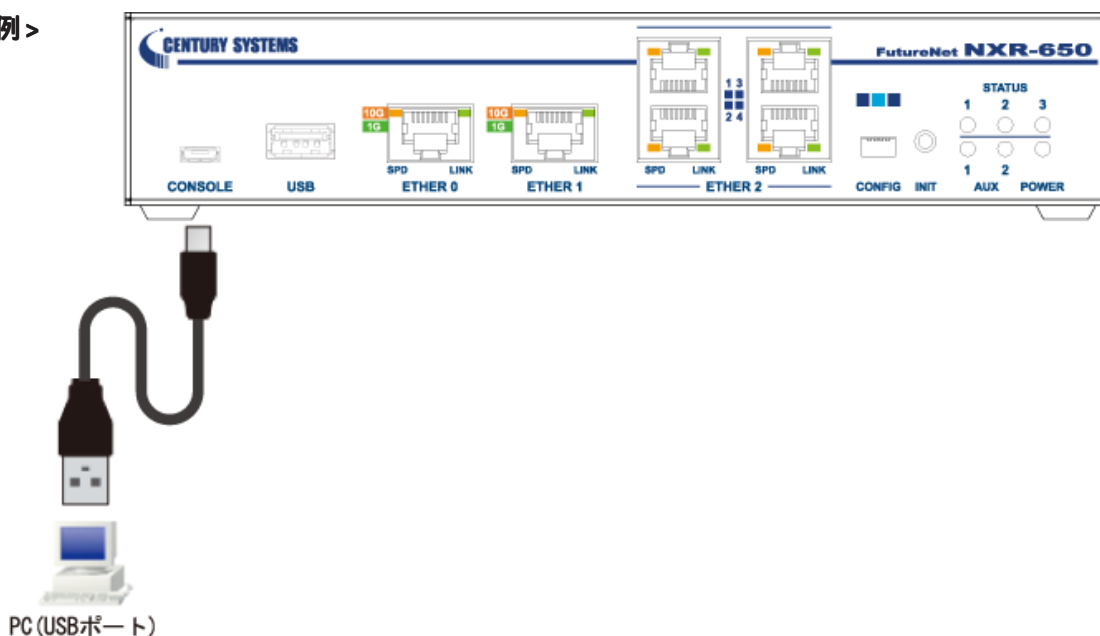 例>
CENTURY SYSTEMS
FutureNet NXR-650
STATUS
1 2 3
1 3
2 4
10G
1G
10G
1G
SPD LINK
SPD LINK
SPD LINK
SPD LINK
1 2
CONSOLE
USB
ETHER 0
ETHER 1
ETHER 2
CONFIG
INIT
AUX
POWER
PC(USBポート)